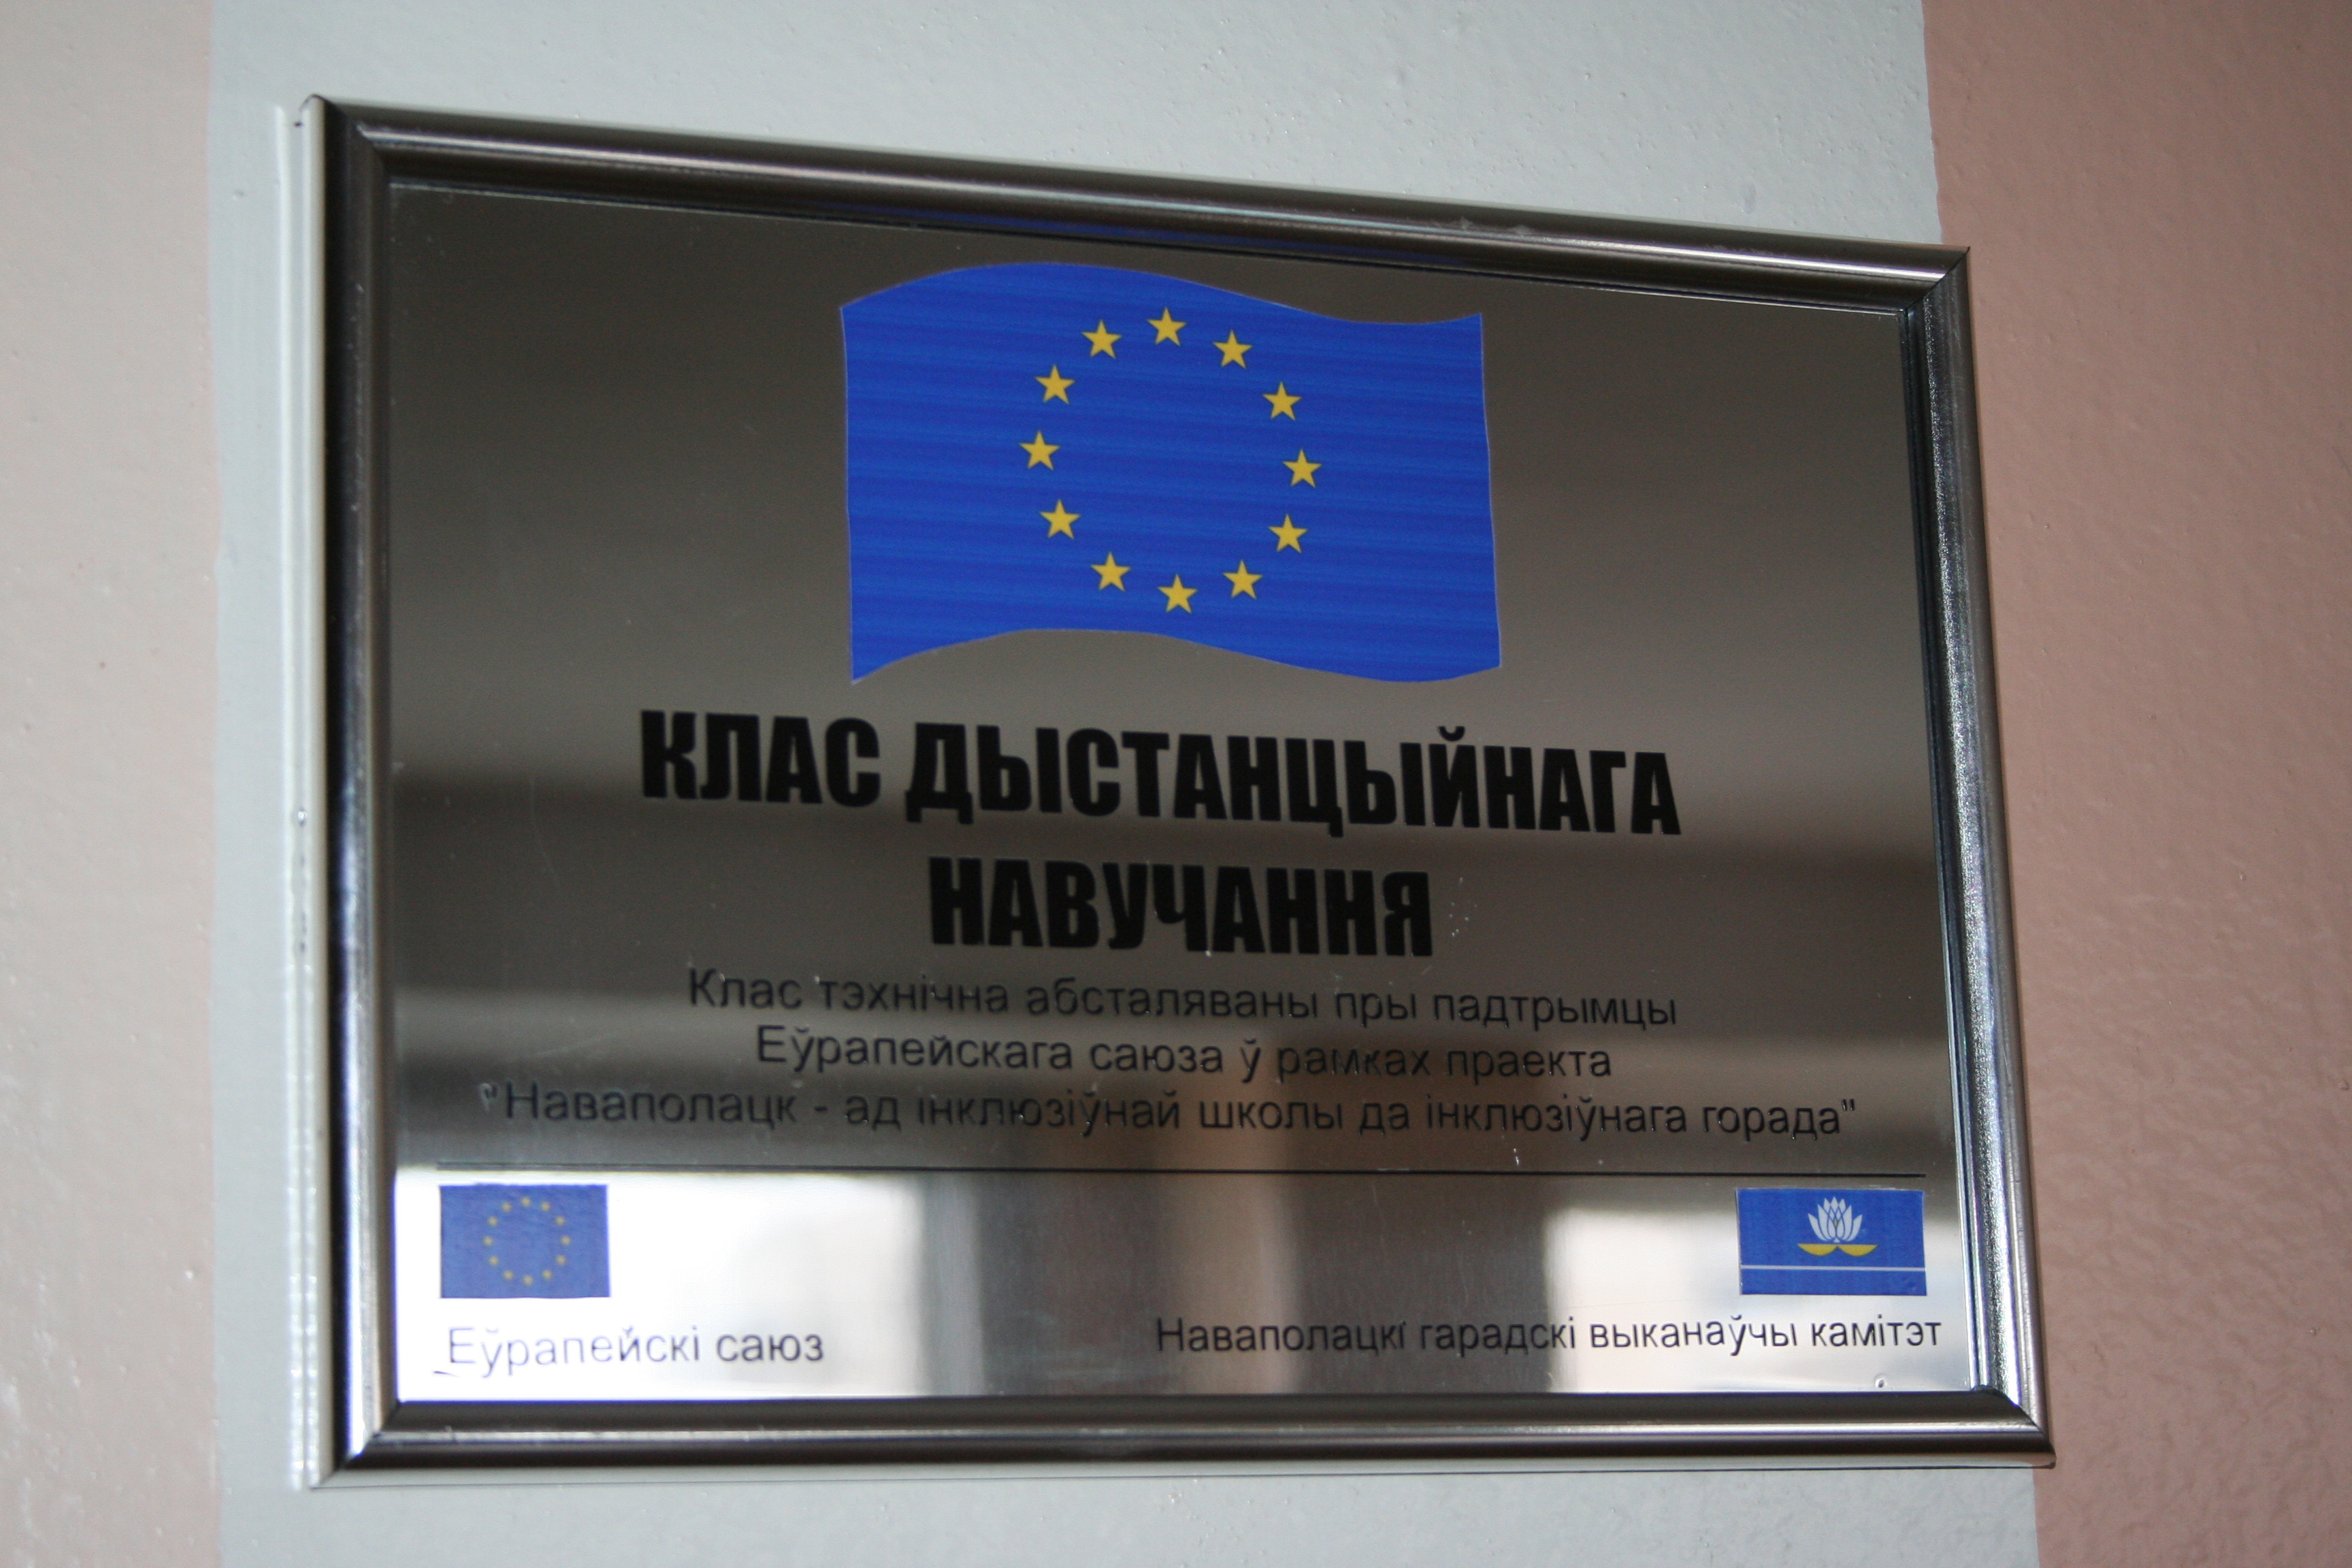 КЛАС ДЫСТАНЦЫЙНАГА
НАВУЧАННЯ
Клас тэхнічна абсталяваны пры падтрымцы
Еўрапейскага саюза ў рамках праекта
"Наваполацк - ад інклюзіўнай школы да інклюзіўнага горада"
Еўрапейскі саюз
Наваполацкі гарадскі выканаўчы камітэт